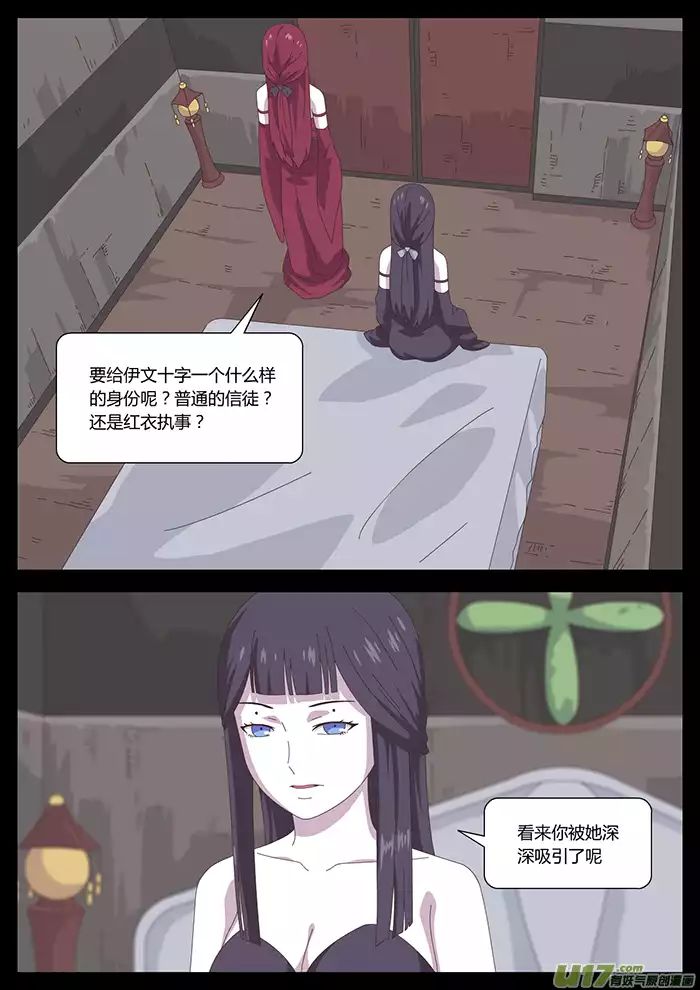 要给伊文十字一个什么样
的身份呢？普通的信徒？
还是红衣执事？
看来你被她深
深吸引了呢
U17.com
有妖气原创漫画